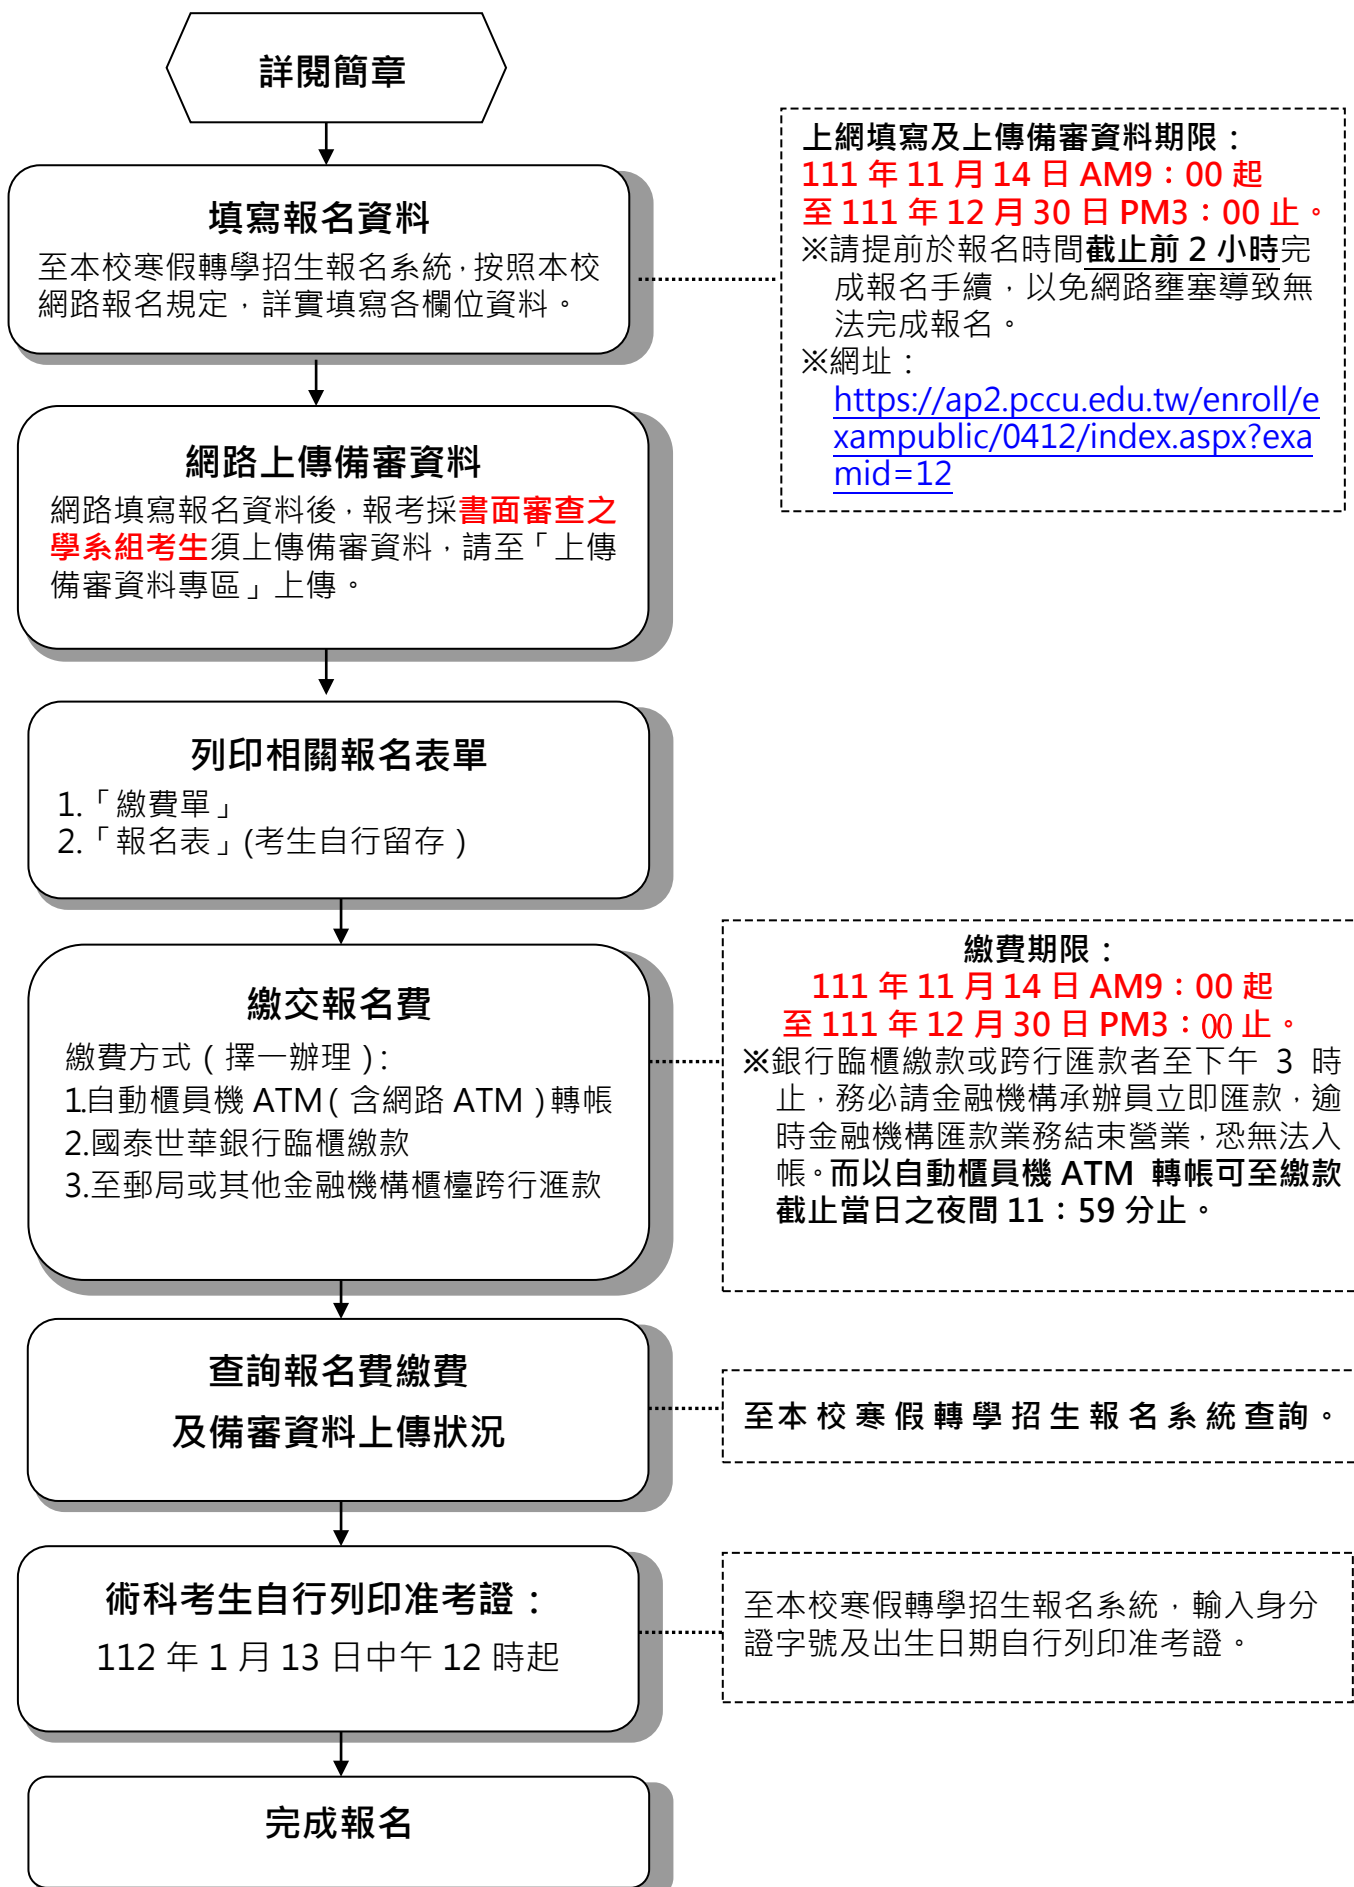 詳閱簡章
填寫報名資料
至本校寒假轉學招生報名系統，按照本校
網路報名規定，詳實填寫各欄位資料。
上網填寫及上傳備審資料期限：
111 年 11 月 14 日 AM9：00 起
至 111 年 12 月 30 日 PM3：00 止。
※請提前於報名時間截止前 2 小時完
成報名手續，以免網路壅塞導致無
法完成報名。
※網址：
https://ap2.pccu.edu.tw/enroll/e
xampublic/0412/index.aspx?exa
mid=12
網路上傳備審資料
網路填寫報名資料後，報考採書面審查之
學系組考生須上傳備審資料，請至「上傳
備審資料專區」上傳。
列印相關報名表單
1.「繳費單」
2.「報名表」(考生自行留存）
繳交報名費
繳費方式（擇一辦理）：
1.自動櫃員機 ATM（含網路 ATM）轉帳
2.國泰世華銀行臨櫃繳款
3.至郵局或其他金融機構櫃檯跨行滙款
繳費期限：
111 年 11 月 14 日 AM9：00 起
至 111 年 12 月 30 日 PM3：00 止。
※銀行臨櫃繳款或跨行匯款者至下午 3 時
止，務必請金融機構承辦員立即匯款，逾
時金融機構匯款業務結束營業，恐無法入
帳。而以自動櫃員機 ATM 轉帳可至繳款
截止當日之夜間 11：59 分止。
查詢報名費繳費
及備審資料上傳狀況
至本校寒假轉學招生報名系統查詢。
術科考生自行列印准考證：
112 年 1 月 13 日中午 12 時起
至本校寒假轉學招生報名系統，輸入身分
證字號及出生日期自行列印准考證。
完成報名